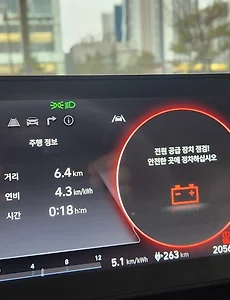 주행 정보
거리 6.4 km
연비 4.3 km/kWh
시간 0:18 h:m
전원 공급 장치 점검!
안전한 곳에 정차하십시오
4 8 12
5.1 km/kWh
263 km
2056